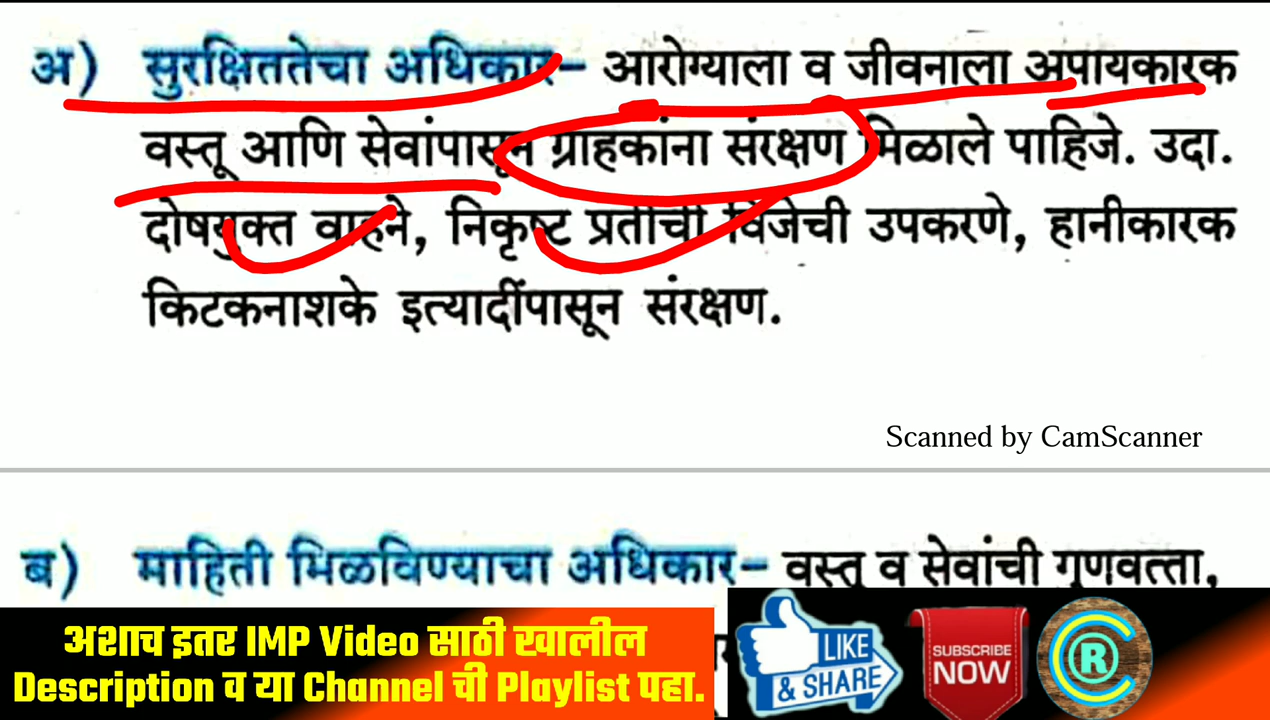 अ) सुरक्षिततेचा अधिकार– आरोग्याला व जीवनाला अपायकारक
वस्तू आणि सेवांपासून ग्राहकांना संरक्षण मिळाले पाहिजे. उदा.
दोषयुक्त वाहने, निकृष्ट प्रतीची विजेची उपकरणे, हानीकारक
किटकनाशके इत्यादींपासून संरक्षण.
Scanned by CamScanner
ब) माहिती मिळविण्याचा अधिकार– वस्तू व सेवांची गुणवत्ता,
अशाच इतर IMP Video साठी खालील
Description व या Channel ची Playlist पहा.
LIKE
& SHARE
SUBSCRIBE
NOW
R